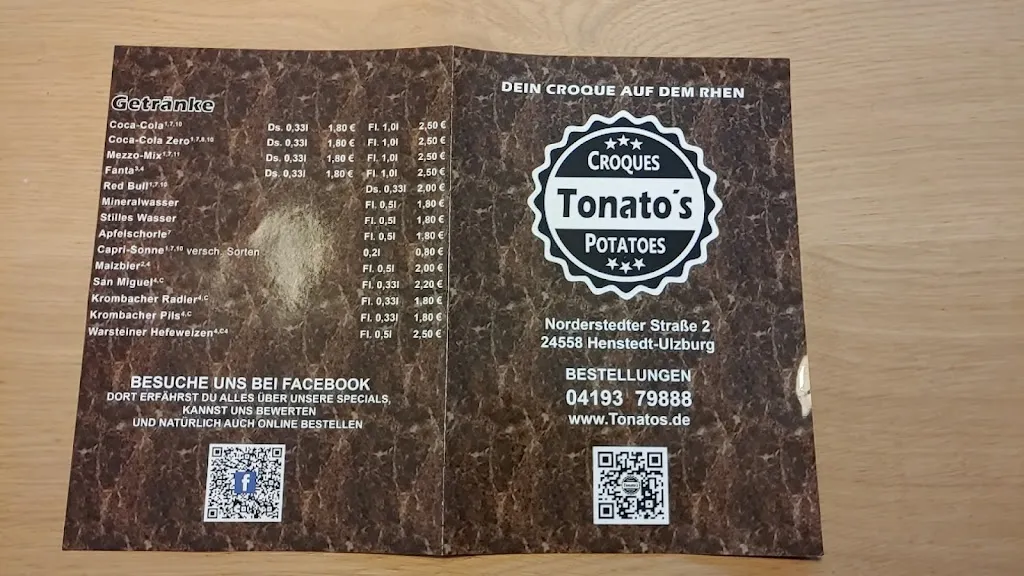 Getränke
Coca-Cola1,7,10 Ds. 0,33l 1,80 € Fl. 1,0l 2,50 €
Coca-Cola Zero1,7,9,10 Ds. 0,33l 1,80 € Fl. 1,0l 2,50 €
Mezzo-Mix1,7,11 Ds. 0,33l 1,80 € Fl. 1,0l 2,50 €
Fanta3,4 Ds. 0,33l 1,80 € Fl. 1,0l 2,50 €
Red Bull1,7,10 Ds. 0,33l 2,00 €
Mineralwasser Fl. 0,5l 1,80 €
Stilles Wasser Fl. 0,5l 1,80 €
Apfelschorle7 Fl. 0,5l 1,80 €
Capri-Sonne1,7,10 versch. Sorten 0,2l 0,80 €
Malzbier2,4 Fl. 0,5l 2,00 €
San Miguel4,C Fl. 0,33l 2,20 €
Krombacher Radler4,C Fl. 0,33l 1,80 €
Krombacher Pils4,C Fl. 0,33l 1,80 €
Warsteiner Hefeweizen4,C4 Fl. 0,5l 2,50 €
BESUCHE UNS BEI FACEBOOK
DORT ERFÄHRST DU ALLES ÜBER UNSERE SPECIALS,
KANNST UNS BEWERTEN
UND NATÜRLICH AUCH ONLINE BESTELLEN
f
DEIN CROQUE AUF DEM RHEN
CROQUES
Tonato´s
POTATOES
Norderstedter Straße 2
24558 Henstedt-Ulzburg
BESTELLUNGEN
04193 79888
www.Tonatos.de